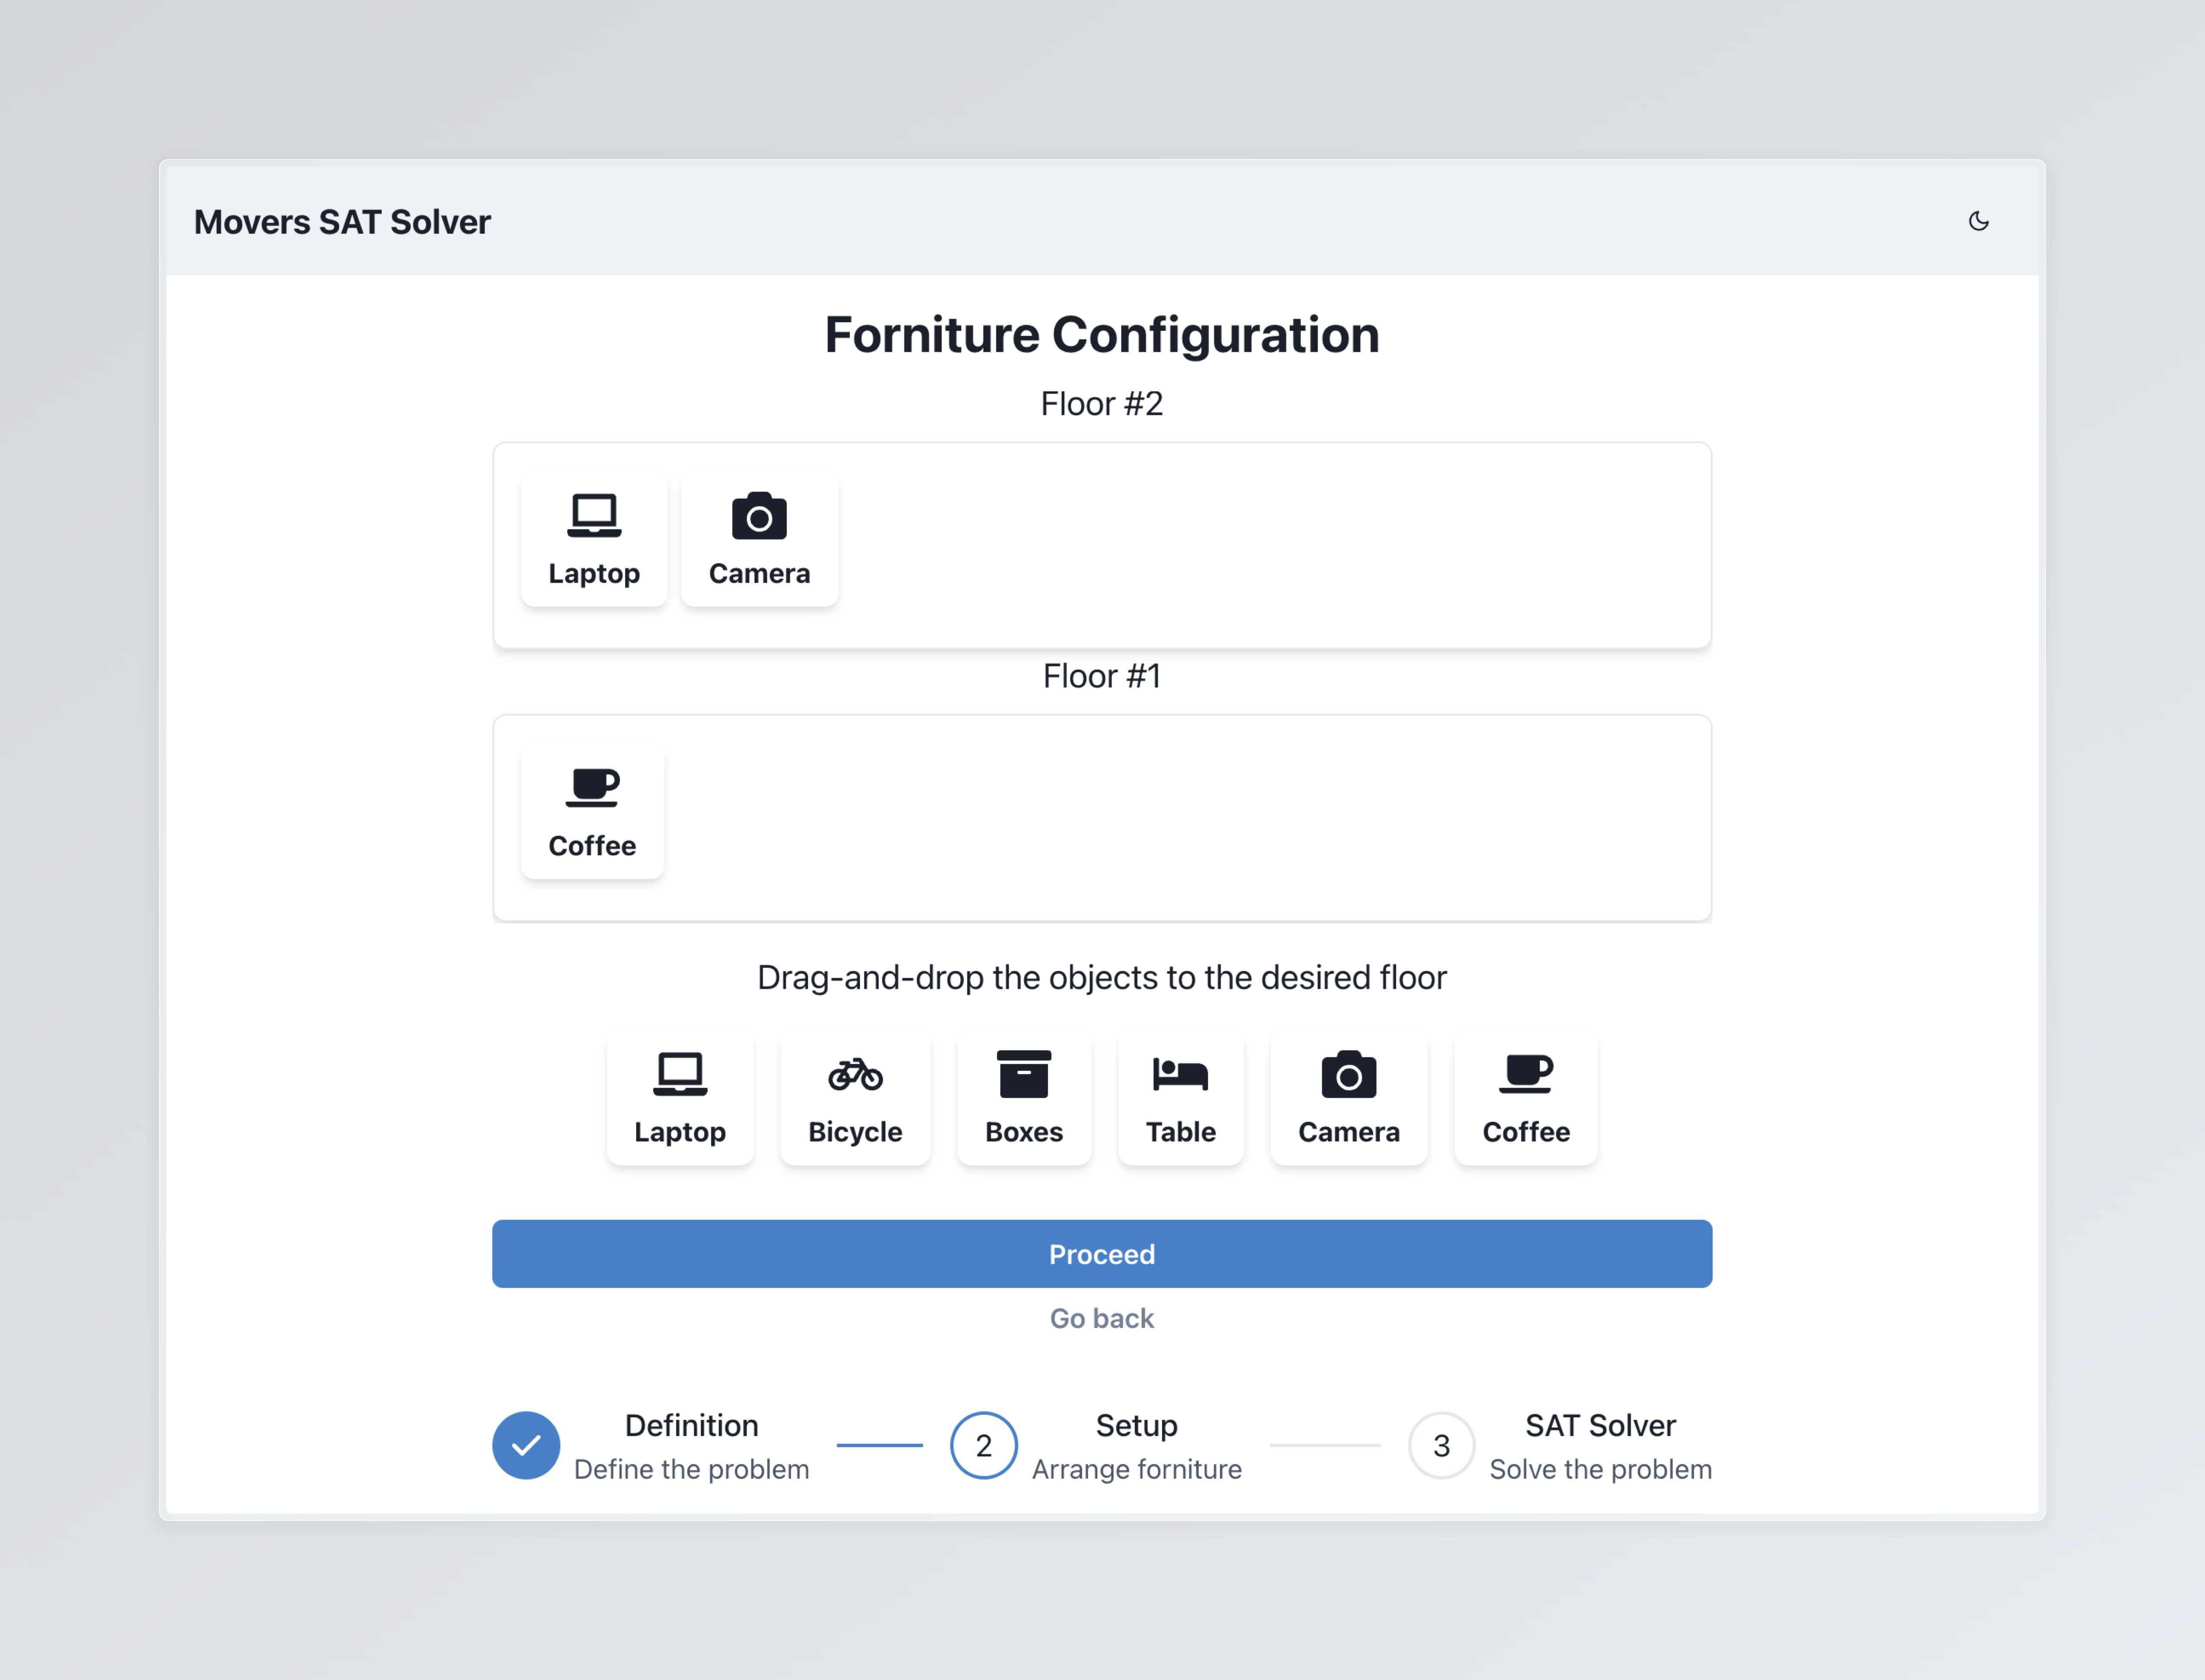 Movers SAT Solver
Forniture Configuration
Floor #2
Laptop Camera
Floor #1
Coffee
Drag-and-drop the objects to the desired floor
Laptop Bicycle Boxes Table Camera Coffee
Proceed
Go back
Definition 2 Setup 3 SAT Solver
Define the problem Arrange forniture Solve the problem